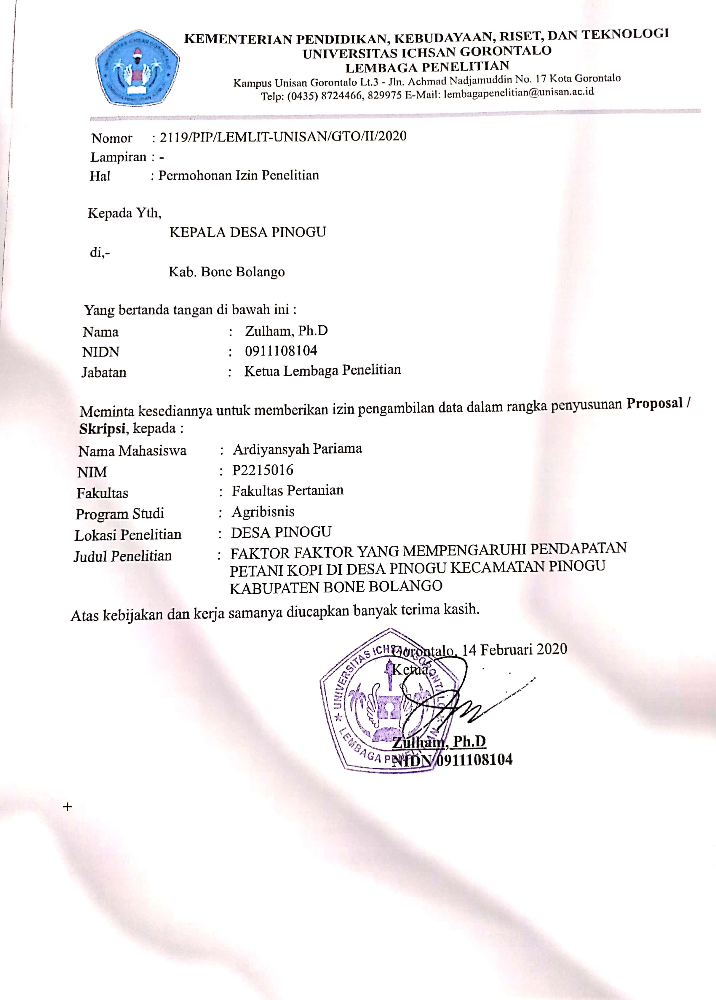 KEMENTERIAN PENDIDIKAN, KEBUDAYAAN, RISET, DAN TEKNOLOGI
UNIVERSITAS ICHSAN GORONTALO
LEMBAGA PENELITIAN
Kampus Unisan Gorontalo Lt.3 - Jln. Achmad Nadjamuddin No. 17 Kota Gorontalo
Telp: (0435) 8724466, 829975 E-Mail: lembagapenelitian@unisan.ac.id
Nomor : 2119/PIP/LEMLIT-UNISAN/GTO/II/2020
Lampiran : -
Hal : Permohonan Izin Penelitian
Kepada Yth,
KEPALA DESA PINOGU
di,-
Kab. Bone Bolango
Yang bertanda tangan di bawah ini :
Nama : Zulham, Ph.D
NIDN : 0911108104
Jabatan : Ketua Lembaga Penelitian
Meminta kesediannya untuk memberikan izin pengambilan data dalam rangka penyusunan Proposal /
Skripsi, kepada :
Nama Mahasiswa : Ardiyansyah Pariama
NIM : P2215016
Fakultas : Fakultas Pertanian
Program Studi : Agribisnis
Lokasi Penelitian : DESA PINOGU
Judul Penelitian : FAKTOR FAKTOR YANG MEMPENGARUHI PENDAPATAN
PETANI KOPI DI DESA PINOGU KECAMATAN PINOGU
KABUPATEN BONE BOLANGO
Atas kebijakan dan kerja samanya diucapkan banyak terima kasih.
Gorontalo, 14 Februari 2020
Ketua,
UNIVERSITAS ICHSAN GORONTALO
LEMBAGA PENELITIAN
Zulham, Ph.D
NIDN 0911108104
+